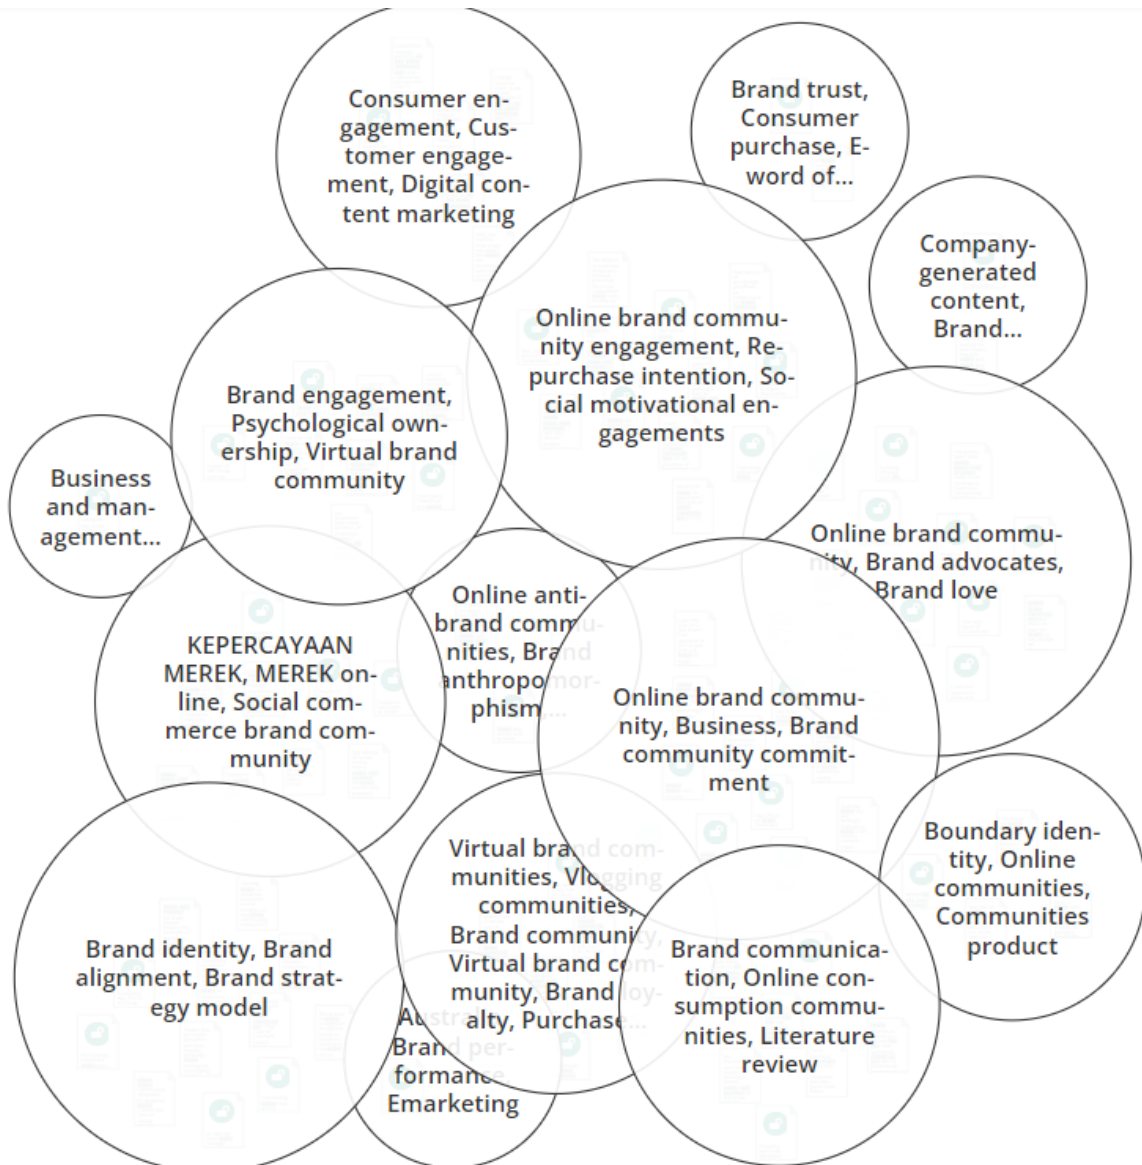 Consumer en-
gagement, Cus-
tomer engage-
ment, Digital con-
tent marketing
Brand trust,
Consumer
purchase, E-
word of...
Company-
generated
content,
Brand...
Online brand commu-
nity engagement, Re-
purchase intention, So-
cial motivational en-
gagements
Brand engagement,
Psychological own-
ership, Virtual brand
community
Business
and man-
agement...
Online brand commu-
nity, Brand advocates,
Brand love
Online anti-
brand commu-
nities, Brand
anthropomor-
phism,...
KEPERCAYAAN
MEREK, MEREK on-
line, Social com-
merce brand com-
munity
Online brand commu-
nity, Business, Brand
community commit-
ment
Boundary iden-
tity, Online
communities,
Communities
product
Virtual brand com-
munities, Vlogging
communities,
Brand community,
Virtual brand com-
munity, Brand loy-
alty, Purchase...
Brand identity, Brand
alignment, Brand strat-
egy model
Brand communica-
tion, Online con-
sumption commu-
nities, Literature
review
Brand per-
formance,
Emarketing